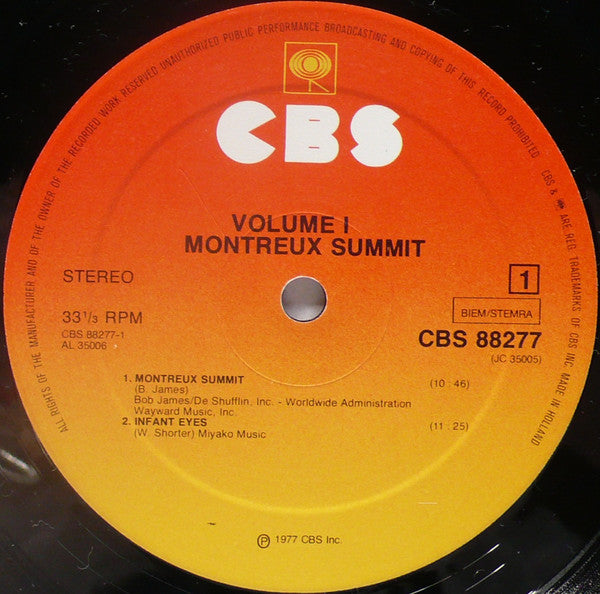 ALL RIGHTS OF THE MANUFACTURER AND OF THE OWNER OF THE RECORDED WORK RESERVED UNAUTHORIZED PUBLIC PERFORMANCE BROADCASTING AND COPYING OF THIS RECORD PROHIBITED
CBS & ARE REG. TRADEMARKS OF CBS INC. MADE IN HOLLAND
CBS
VOLUME I
MONTREUX SUMMIT
STEREO
1
33 1/3 RPM
BIEM/STEMRA
CBS 88277-1
CBS 88277
AL 35006
(JC 35005)
1. MONTREUX SUMMIT (10 : 46)
(B. James)
Bob James/De Shufflin, Inc. - Worldwide Administration
Wayward Music, Inc.
2. INFANT EYES (11 : 25)
(W. Shorter) Miyako Music
℗ 1977 CBS Inc.